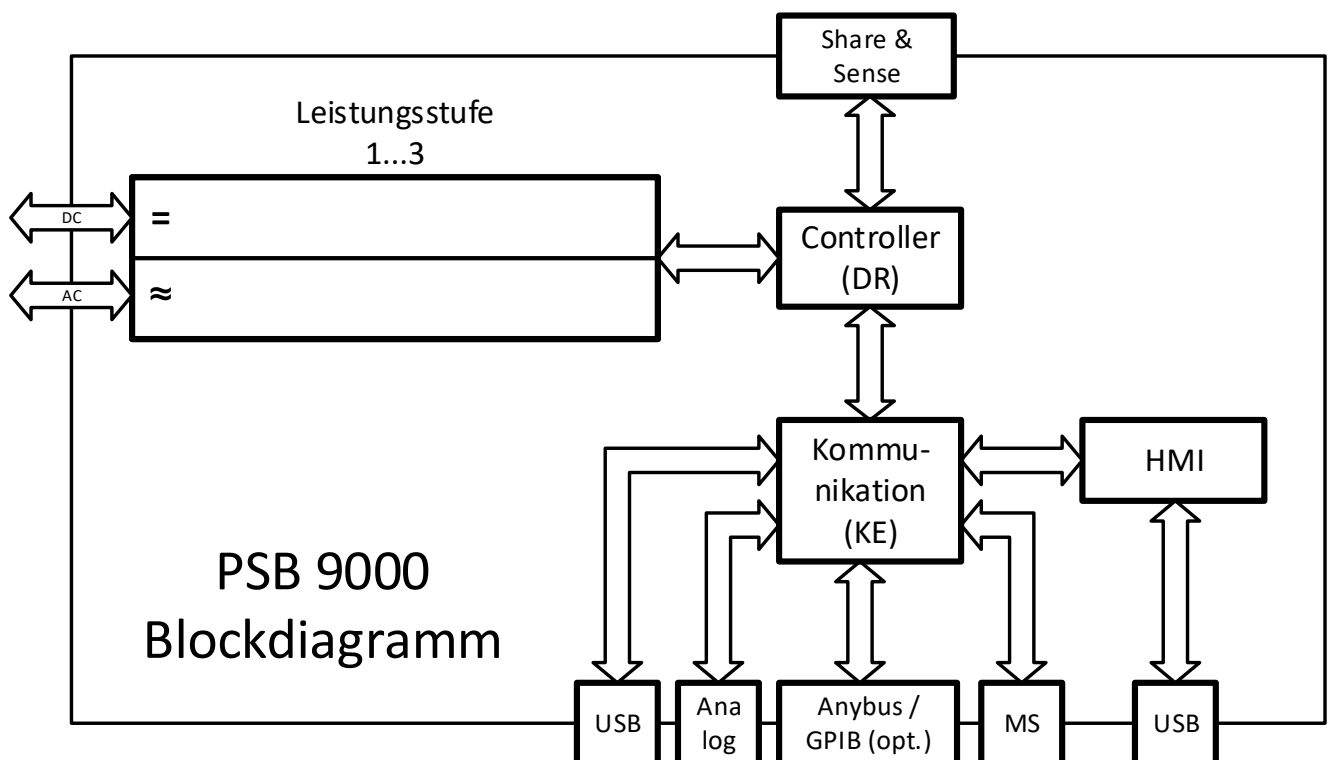 Share &
Sense
Leistungsstufe
1...3
DC
=
AC
≈
Controller
(DR)
Kommu-
nikation
(KE)
HMI
PSB 9000
Blockdiagramm
USB
Ana
log
Anybus /
GPIB (opt.)
MS
USB